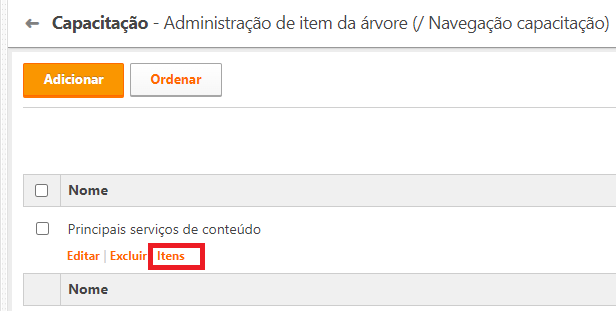 ← Capacitação - Administração de item da árvore (/ Navegação capacitação)
Adicionar Ordenar
Nome
Principais serviços de conteúdo
Editar | Excluir Itens
Nome